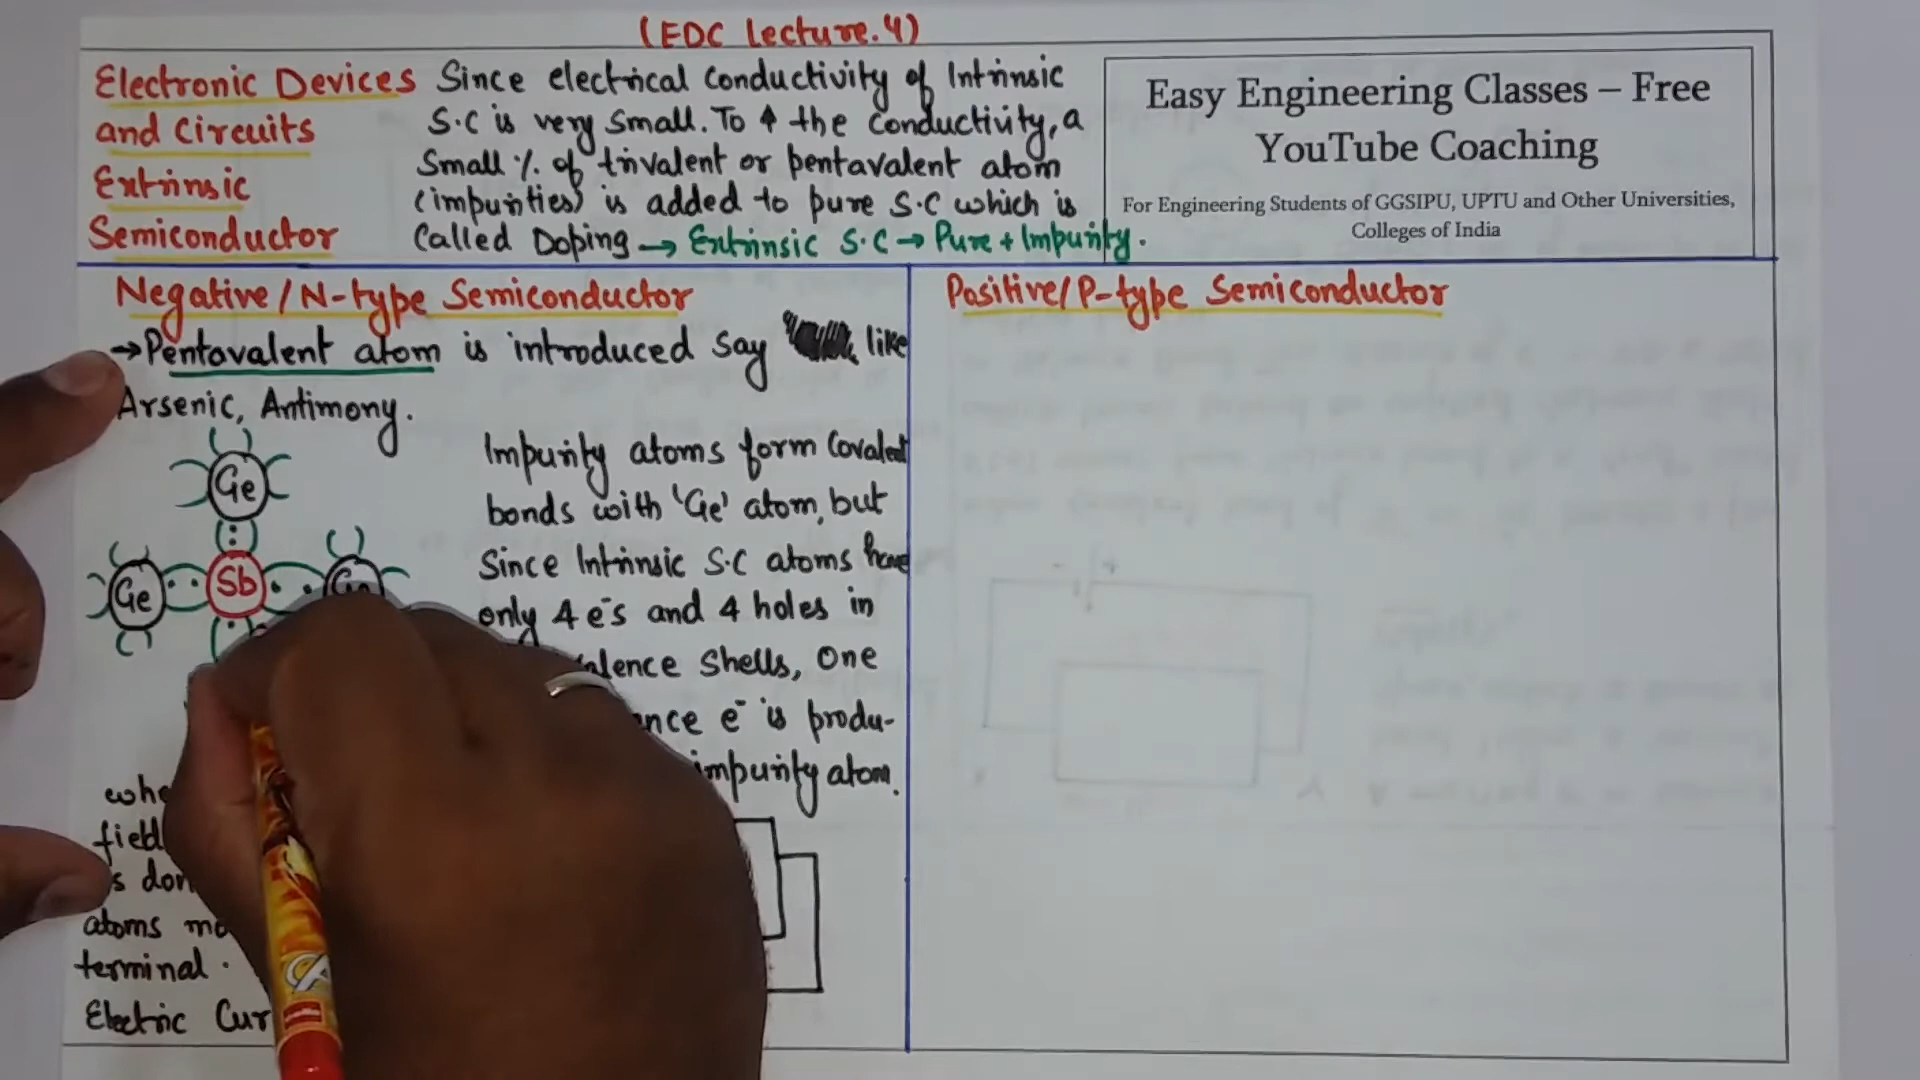 (EDC Lecture.4)
Electronic Devices
and Circuits
Extrinsic
Semiconductor
Since electrical conductivity of Intrinsic
S.C is very small. To ↑ the conductivity, a
Small % of trivalent or pentavalent atom
(impurities) is added to pure S.C which is
Called Doping → Extrinsic S.C → Pure + Impurity.
Easy Engineering Classes – Free
YouTube Coaching
For Engineering Students of GGSIPU, UPTU and Other Universities,
Colleges of India
Negative/N-type Semiconductor
→ Pentavalent atom is introduced say like
Arsenic, Antimony.
Ge
Ge Sb
Impurity atoms form Covalent
bonds with 'Ge' atom, but
Since Intrinsic S.C atoms have
only 4 e⁻s and 4 holes in
Shells, One
e⁻ is produ-
impurity atom.
field
atoms
terminal.
Electric
Positive/P-type Semiconductor